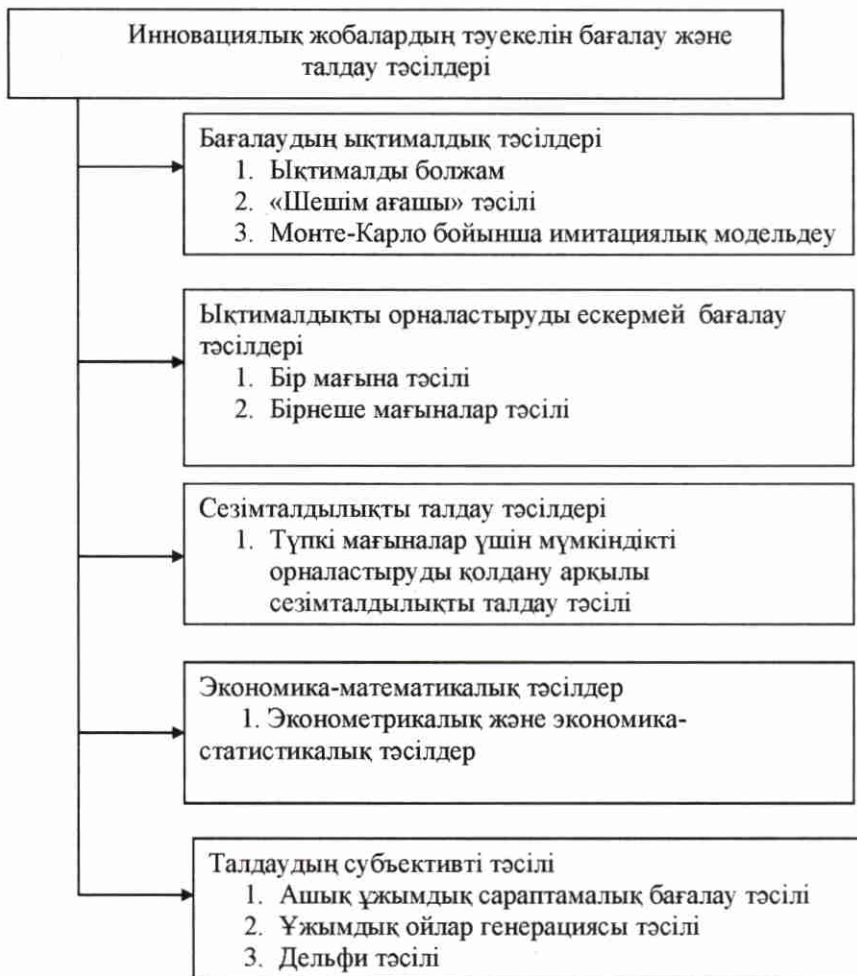 Инновациялық жобалардың тәуекелін бағалау және
талдау тәсілдері
Бағалаудың ықтималдық тәсілдері
1. Ықтималды болжам
2. «Шешім ағашы» тәсілі
3. Монте-Карло бойынша имитациялық модельдеу
Ықтималдықты орналастыруды ескермей бағалау
тәсілдері
1. Бір мағына тәсілі
2. Бірнеше мағыналар тәсілі
Сезімталдылықты талдау тәсілдері
1. Түпкі мағыналар үшін мүмкіндікті
орналастыруды қолдану арқылы
сезімталдылықты талдау тәсілі
Экономика-математикалық тәсілдер
1. Эконометрикалық және экономика-
статистикалық тәсілдер
Талдаудың субъективті тәсілі
1. Ашық ұжымдық сараптамалық бағалау тәсілі
2. Ұжымдық ойлар генерациясы тәсілі
3. Дельфи тәсілі